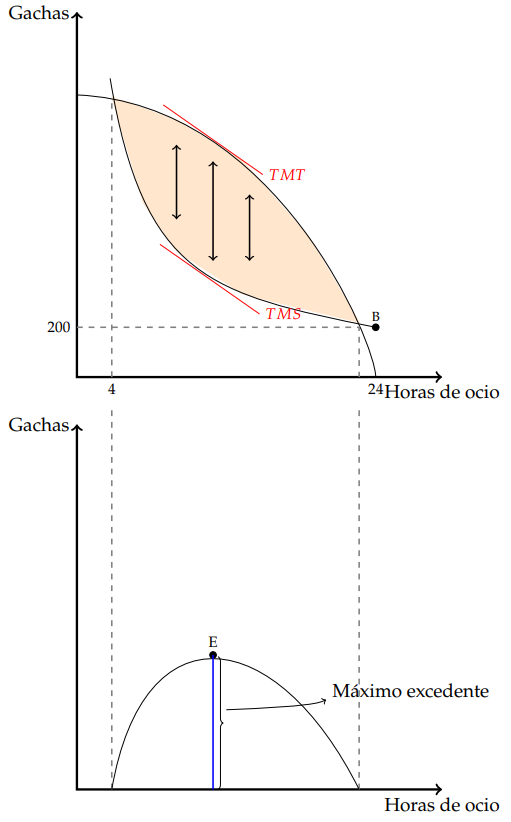 Gachas
TMT
TMS
B
200
4
24
Horas de ocio
Gachas
E
Máximo excedente
Horas de ocio